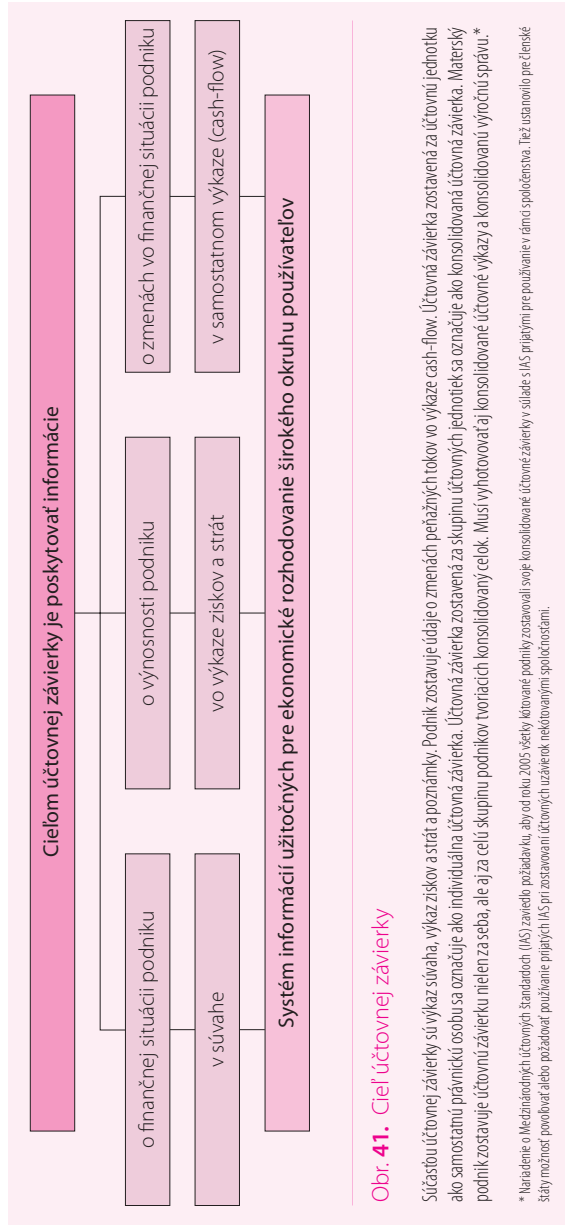 Cieľom účtovnej závierky je poskytovať informácie
o finančnej situácii podniku
o výnosnosti podniku
o zmenách vo finančnej situácii podniku
v súvahe
vo výkaze ziskov a strát
v samostatnom výkaze (cash-flow)
Systém informácií užitočných pre ekonomické rozhodovanie širokého okruhu používateľov
Obr. 41. Cieľ účtovnej závierky
Súčasťou účtovnej závierky sú výkaz súvaha, výkaz ziskov a strát a poznámky. Podnik zostavuje údaje o zmenách peňažných tokov vo výkaze cash-flow. Účtovná závierka zostavená za účtovnú jednotku
ako samostatnú právnickú osobu sa označuje ako individuálna účtovná závierka. Účtovná závierka zostavená za skupinu účtovných jednotiek sa označuje ako konsolidovaná účtovná závierka. Materský
podnik zostavuje účtovnú závierku nielen za seba, ale aj za celú skupinu podnikov tvoriacich konsolidovaný celok. Musí vyhotovovať aj konsolidované účtovné výkazy a konsolidovanú výročnú správu.*
* Nariadenie o Medzinárodných účtovných štandardoch (IAS) zaviedlo požiadavku, aby od roku 2005 všetky kótované podniky zostavovali svoje konsolidované účtovné závierky v súlade s IAS prijatými pre používanie v rámci spoločenstva. Tiež ustanovilo pre členské
štáty možnosť povoľovať alebo požadovať používanie prijatých IAS pri zostavovaní účtovných uzávierok nekótovanými spoločnosťami.